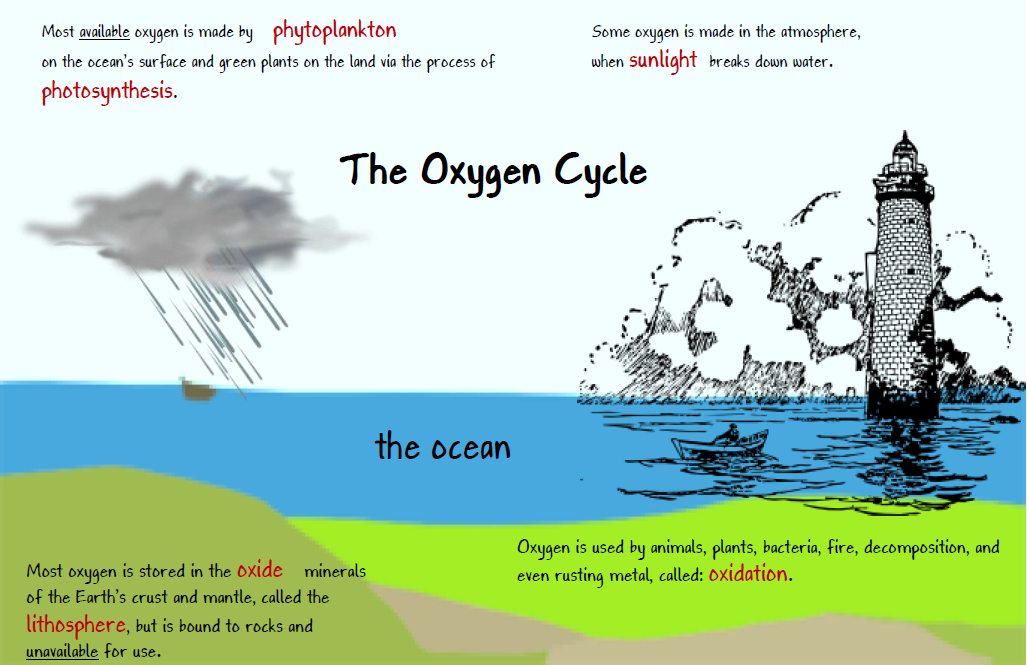 Most available oxygen is made by phytoplankton
on the ocean's surface and green plants on the land via the process of
photosynthesis.
Some oxygen is made in the atmosphere,
when sunlight breaks down water.
The Oxygen Cycle
the ocean
Oxygen is used by animals, plants, bacteria, fire, decomposition, and
even rusting metal, called: oxidation.
Most oxygen is stored in the oxide minerals
of the Earth's crust and mantle, called the
lithosphere, but is bound to rocks and
unavailable for use.